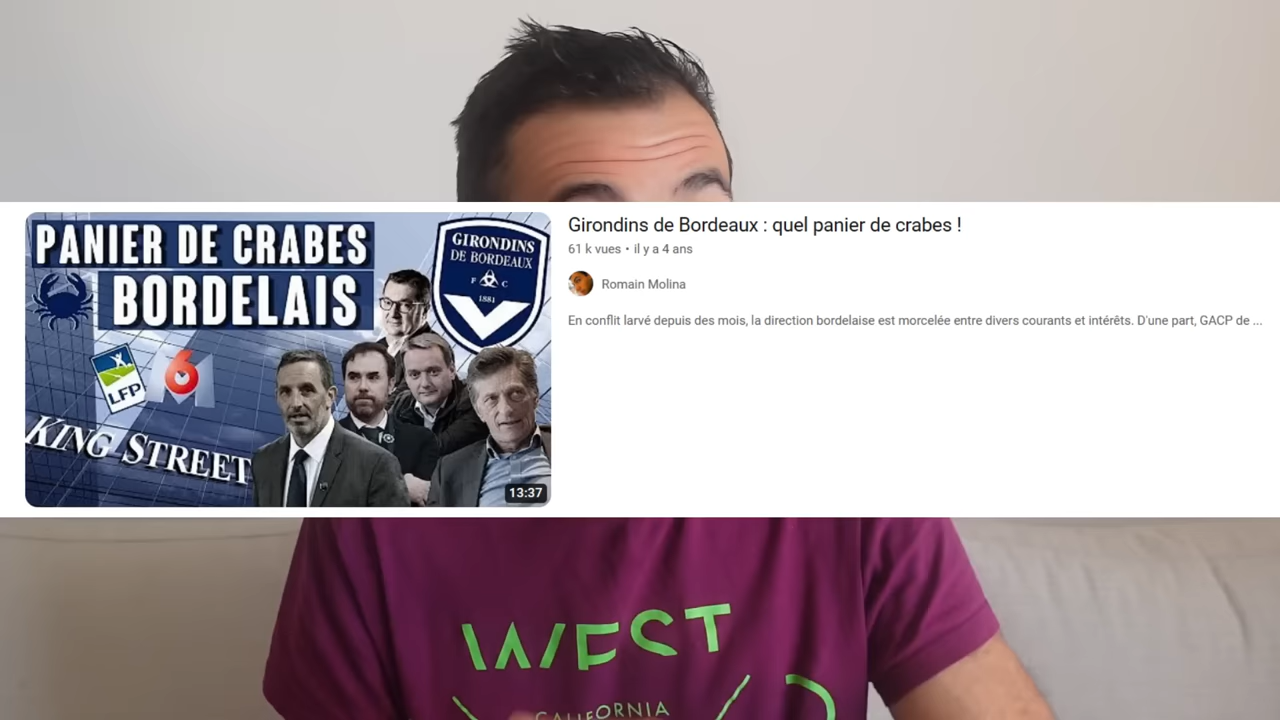 PANIER DE CRABES
BORDELAIS
GIRONDINS
DE BORDEAUX
F C
1881
LFP
6
M
KING STREET
13:37
Girondins de Bordeaux : quel panier de crabes !
61 k vues • il y a 4 ans
Romain Molina
En conflit larvé depuis des mois, la direction bordelaise est morcelée entre divers courants et intérêts. D'une part, GACP de ...
WEST
CALIFORNIA